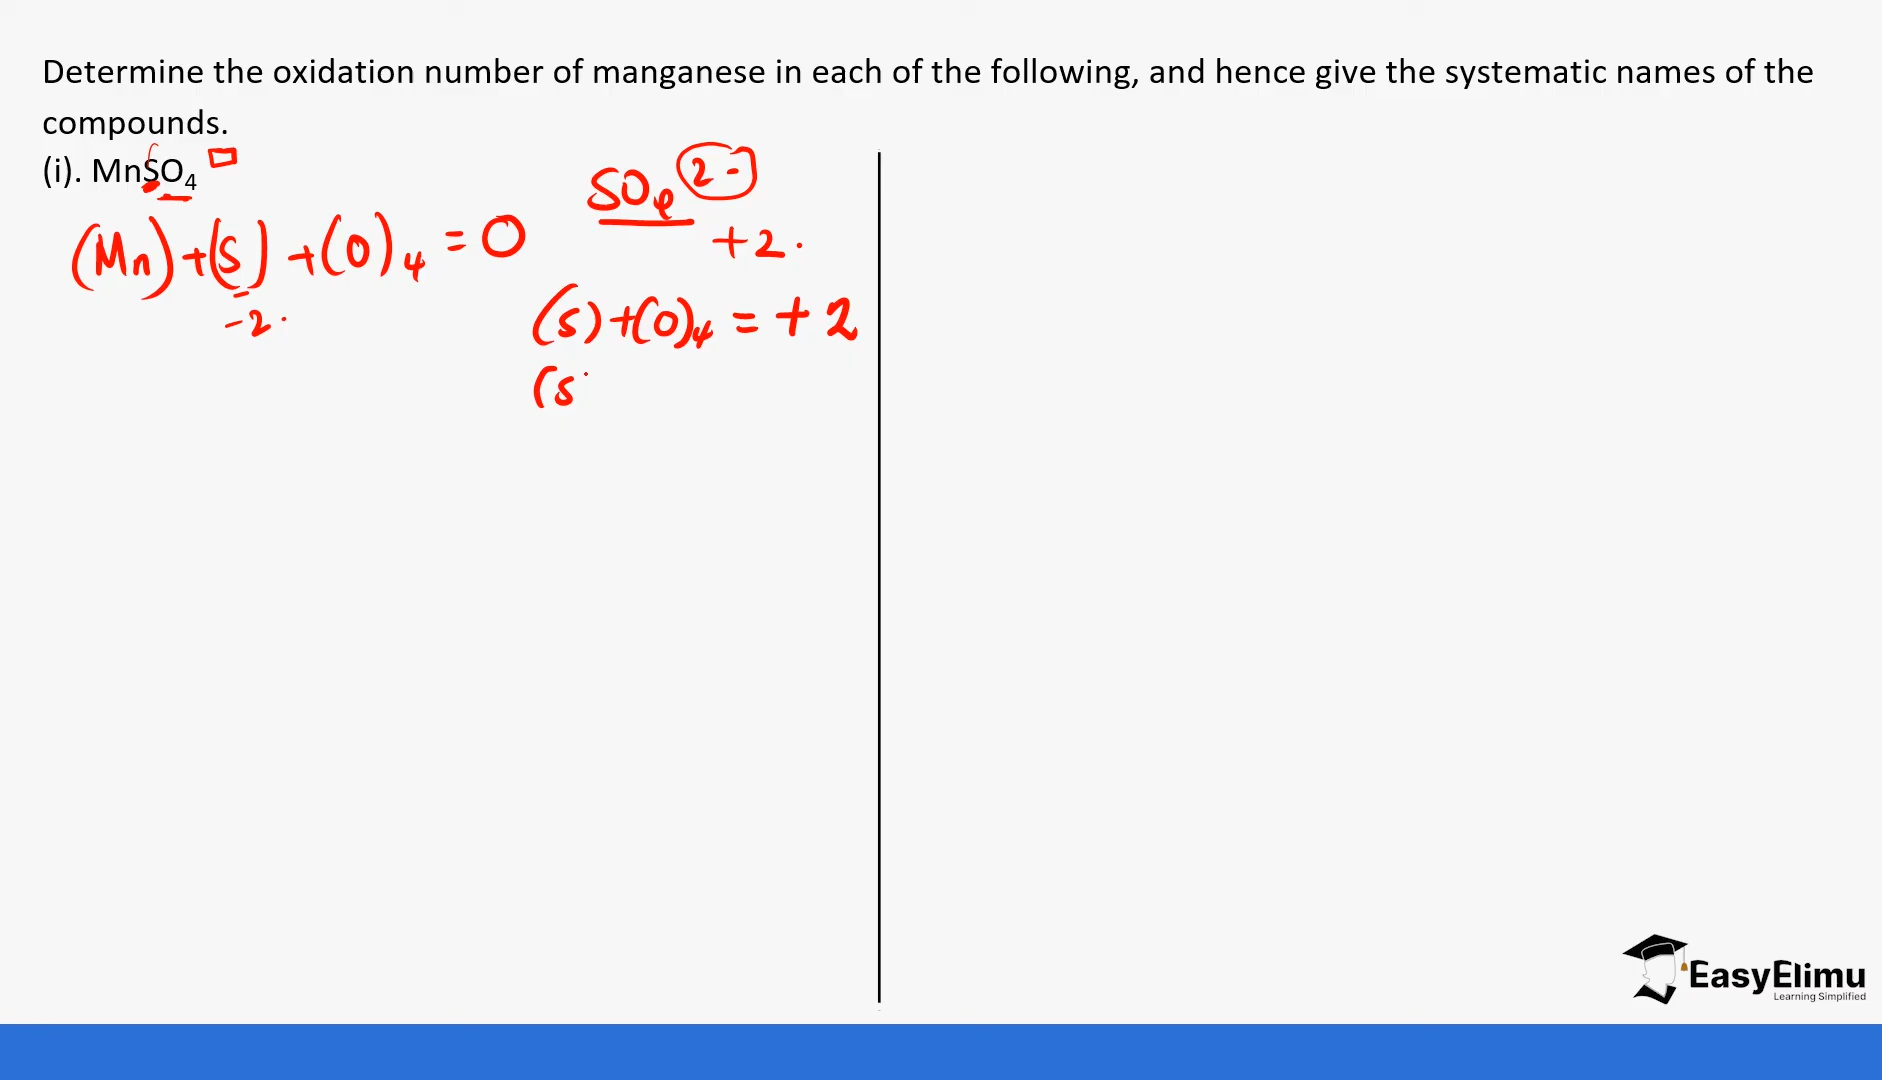 Determine the oxidation number of manganese in each of the following, and hence give the systematic names of the
compounds.
(i). MnSO₄
(Mn) + (S) + (O)₄ = 0
-2.
SO₄ 2-
+2.
(S) + (O)₄ = +2
(S
EasyElimu
Learning Simplified